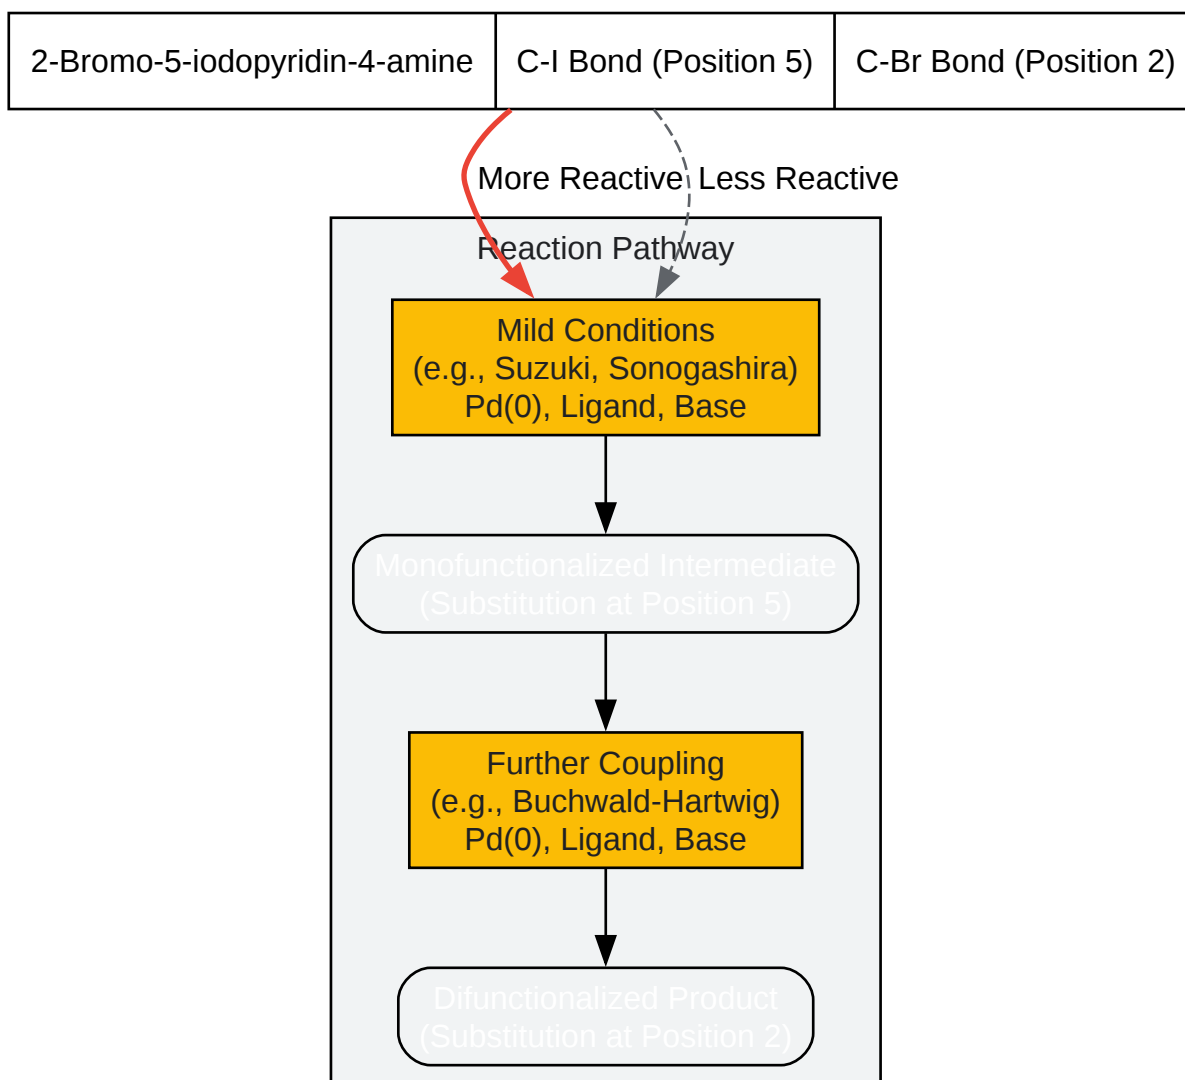 2-Bromo-5-iodopyridin-4-amine
C-I Bond (Position 5)
C-Br Bond (Position 2)
More Reactive
Less Reactive
Reaction Pathway
Mild Conditions
(e.g., Suzuki, Sonogashira)
Pd(0), Ligand, Base
Monofunctionalized Intermediate
(Substitution at Position 5)
Further Coupling
(e.g., Buchwald-Hartwig)
Pd(0), Ligand, Base
Difunctionalized Product
(Substitution at Position 2)